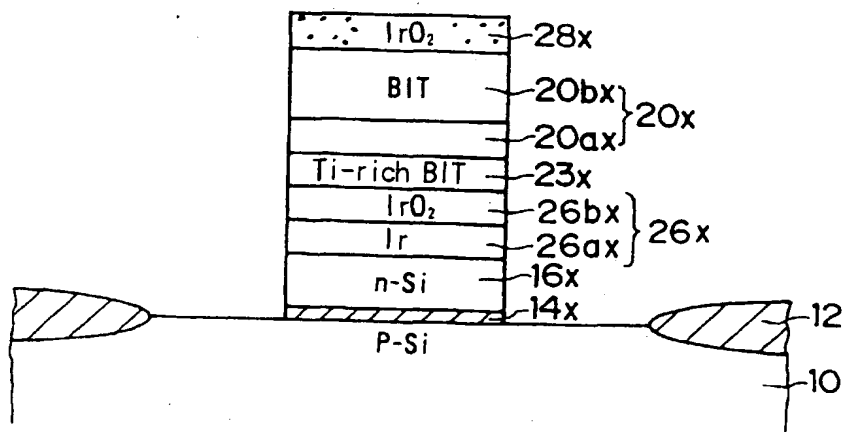 IrO₂ 28x
BIT 20bx
20x
20ax
Ti-rich BIT 23x
IrO₂ 26bx
26x
Ir 26ax
n-Si 16x
14x
12
P-Si
10